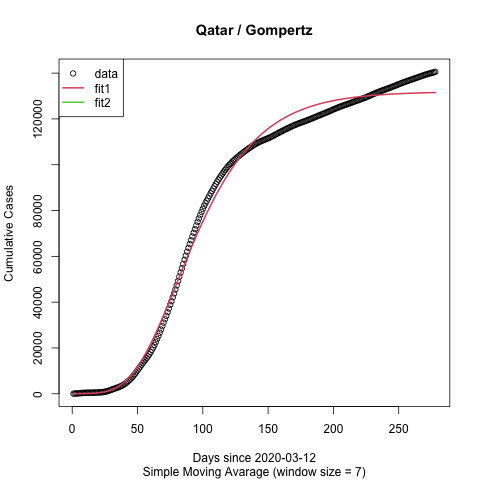 Qatar / Gompertz
data
fit1
fit2
Cumulative Cases
0
20000
40000
60000
80000
120000
0
50
100
150
200
250
Days since 2020-03-12
Simple Moving Avarage (window size = 7)